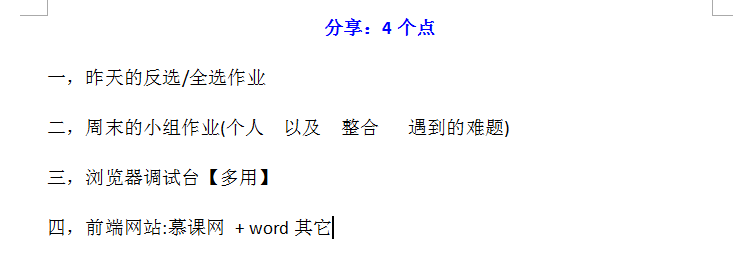 分享：4 个点
一，昨天的反选/全选作业
二，周末的小组作业(个人 以及 整合 遇到的难题)
三，浏览器调试台【多用】
四，前端网站:慕课网 + word 其它